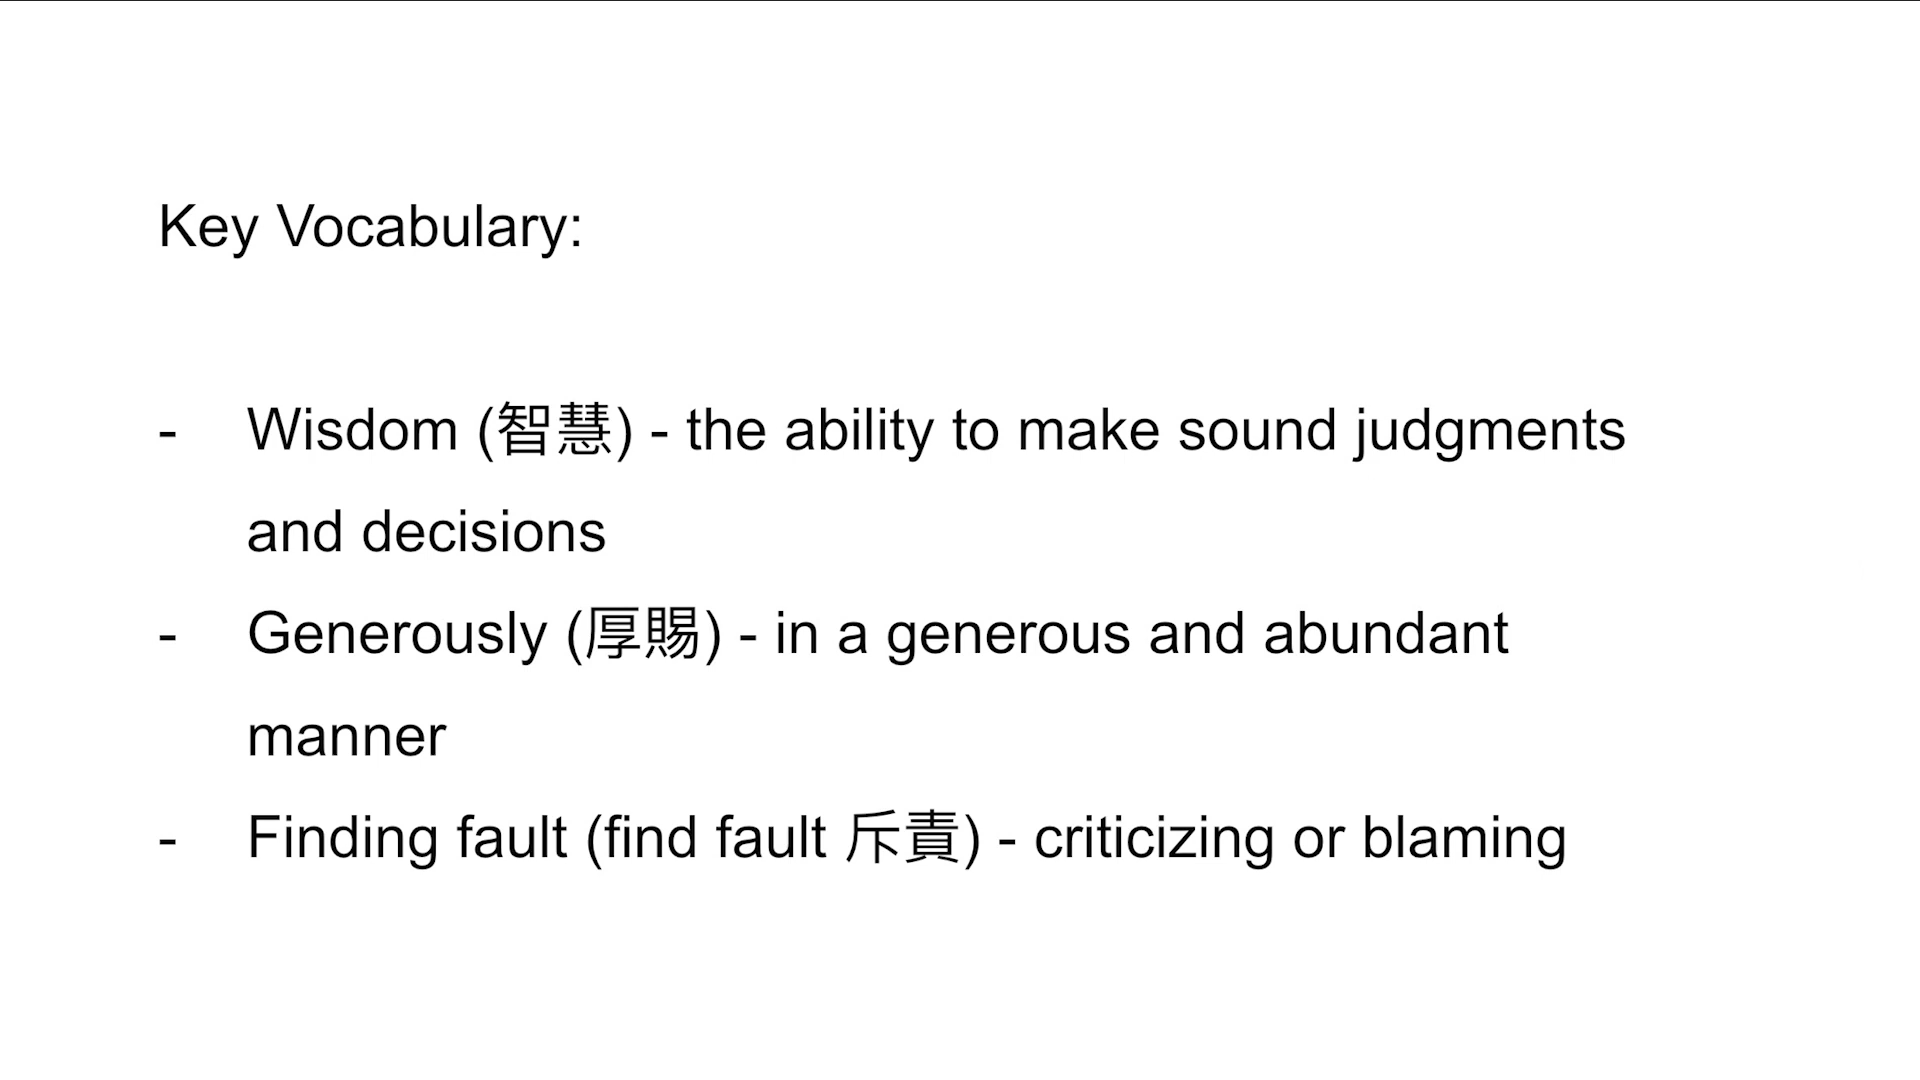 Key Vocabulary:
- Wisdom (智慧) - the ability to make sound judgments
and decisions
- Generously (厚賜) - in a generous and abundant
manner
- Finding fault (find fault 斥責) - criticizing or blaming